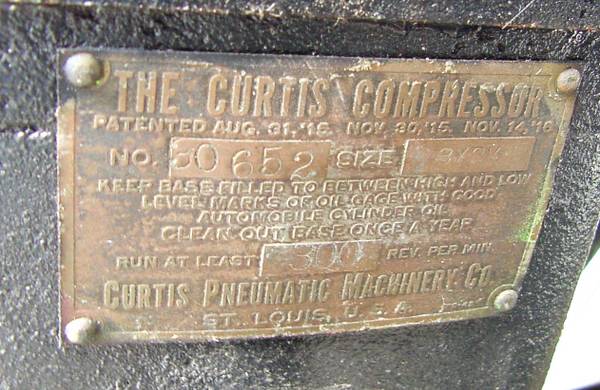 THE CURTIS COMPRESSOR
PATENTED AUG. 31, '15. NOV. 30, '15. NOV. 14, '16
NO. 50652 SIZE
KEEP BASE FILLED TO BETWEEN HIGH AND LOW
LEVEL MARKS OR OIL GAGE WITH GOOD
AUTOMOBILE CYLINDER OIL
CLEAN OUT BASE ONCE A YEAR
RUN AT LEAST 300 REV. PER MIN.
CURTIS PNEUMATIC MACHINERY CO.
ST. LOUIS, U.S.A.